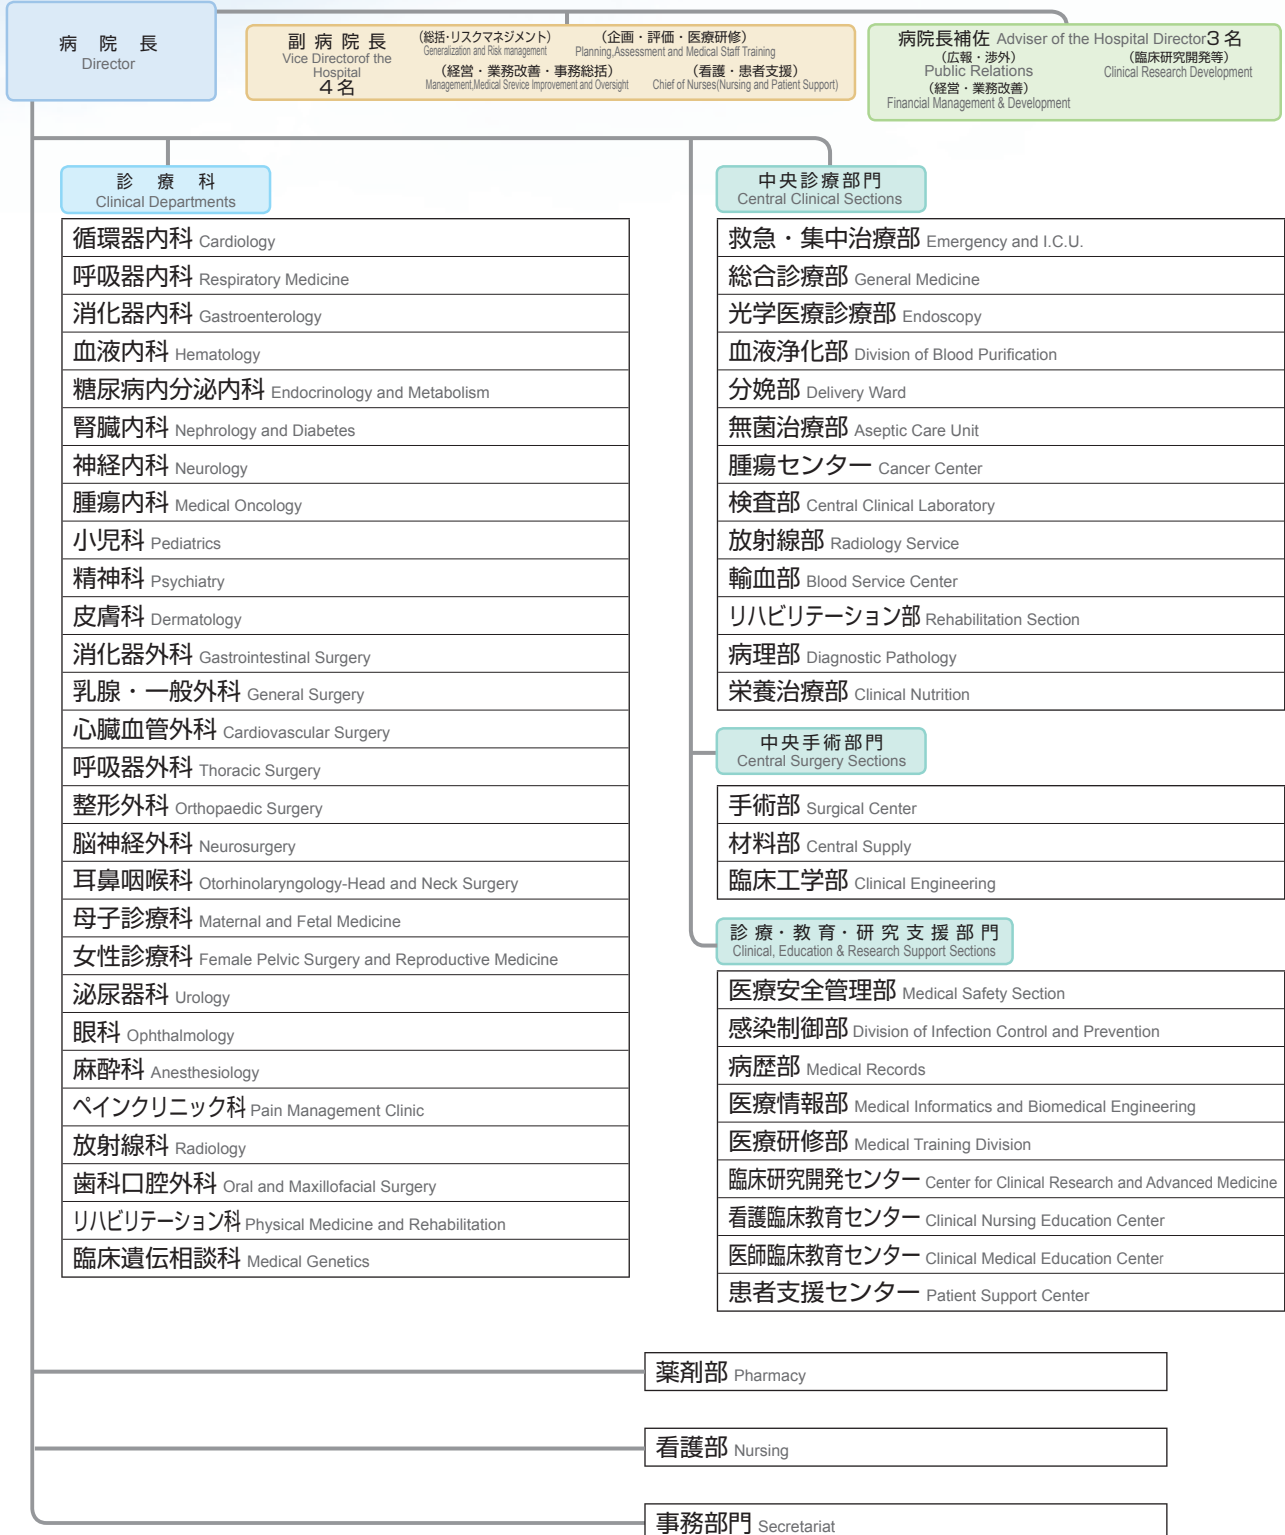 病院長
Director
副病院長
Vice Directorof the
Hospital
4名
(総括・リスクマネジメント)
Generalization and Risk management
(企画・評価・医療研修)
Planning,Assessment and Medical Staff Training
(経営・業務改善・事務総括)
Management,Medical Srevice Improvement and Oversight
(看護・患者支援)
Chief of Nurses(Nursing and Patient Support)
病院長補佐 Adviser of the Hospital Director3名
(広報・渉外)
Public Relations
(臨床研究開発等)
Clinical Research Development
(経営・業務改善)
Financial Management & Development
診療科
Clinical Departments
循環器内科 Cardiology
呼吸器内科 Respiratory Medicine
消化器内科 Gastroenterology
血液内科 Hematology
糖尿病内分泌内科 Endocrinology and Metabolism
腎臓内科 Nephrology and Diabetes
神経内科 Neurology
腫瘍内科 Medical Oncology
小児科 Pediatrics
精神科 Psychiatry
皮膚科 Dermatology
消化器外科 Gastrointestinal Surgery
乳腺・一般外科 General Surgery
心臓血管外科 Cardiovascular Surgery
呼吸器外科 Thoracic Surgery
整形外科 Orthopaedic Surgery
脳神経外科 Neurosurgery
耳鼻咽喉科 Otorhinolaryngology-Head and Neck Surgery
母子診療科 Maternal and Fetal Medicine
女性診療科 Female Pelvic Surgery and Reproductive Medicine
泌尿器科 Urology
眼科 Ophthalmology
麻酔科 Anesthesiology
ペインクリニック科 Pain Management Clinic
放射線科 Radiology
歯科口腔外科 Oral and Maxillofacial Surgery
リハビリテーション科 Physical Medicine and Rehabilitation
臨床遺伝相談科 Medical Genetics
中央診療部門
Central Clinical Sections
救急・集中治療部 Emergency and I.C.U.
総合診療部 General Medicine
光学医療診療部 Endoscopy
血液浄化部 Division of Blood Purification
分娩部 Delivery Ward
無菌治療部 Aseptic Care Unit
腫瘍センター Cancer Center
検査部 Central Clinical Laboratory
放射線部 Radiology Service
輸血部 Blood Service Center
リハビリテーション部 Rehabilitation Section
病理部 Diagnostic Pathology
栄養治療部 Clinical Nutrition
中央手術部門
Central Surgery Sections
手術部 Surgical Center
材料部 Central Supply
臨床工学部 Clinical Engineering
診療・教育・研究支援部門
Clinical, Education & Research Support Sections
医療安全管理部 Medical Safety Section
感染制御部 Division of Infection Control and Prevention
病歴部 Medical Records
医療情報部 Medical Informatics and Biomedical Engineering
医療研修部 Medical Training Division
臨床研究開発センター Center for Clinical Research and Advanced Medicine
看護臨床教育センター Clinical Nursing Education Center
医師臨床教育センター Clinical Medical Education Center
患者支援センター Patient Support Center
薬剤部 Pharmacy
看護部 Nursing
事務部門 Secretariat